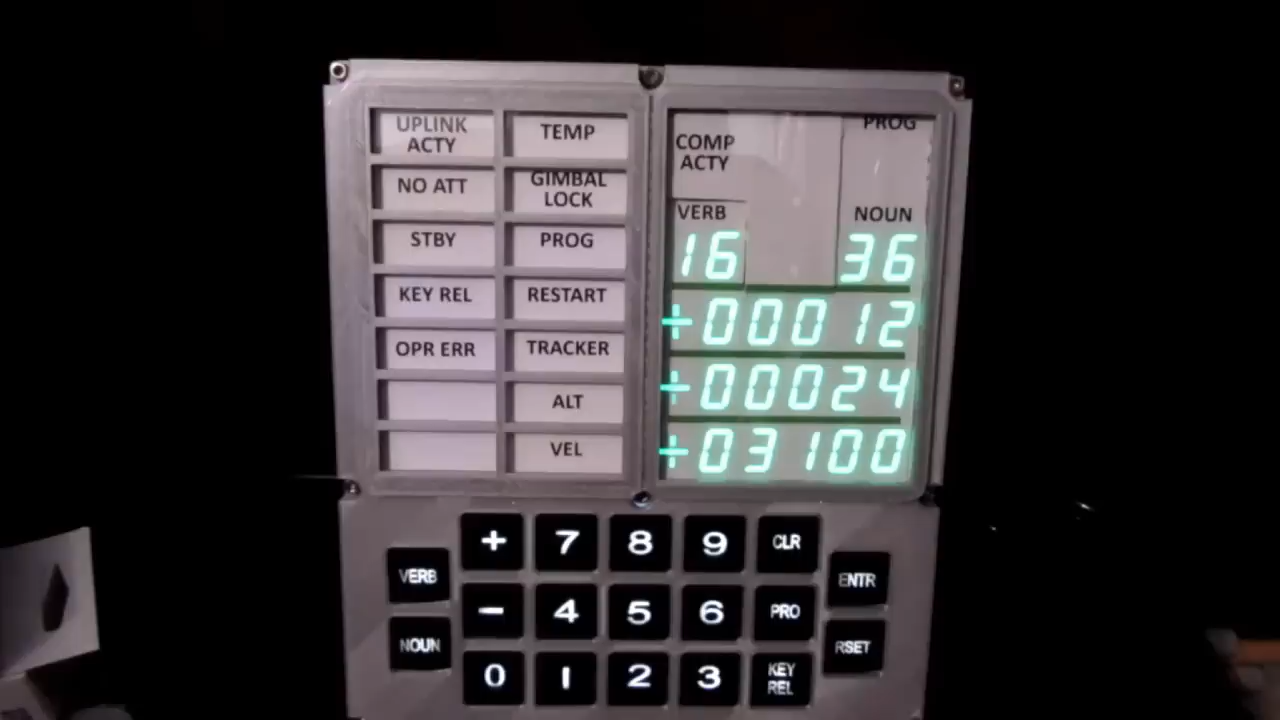 UPLINK
ACTY
TEMP
NO ATT
GIMBAL
LOCK
STBY
PROG
KEY REL
RESTART
OPR ERR
TRACKER
ALT
VEL
COMP
ACTY
PROG
VERB
NOUN
16 36
+00012
+00024
+03100
VERB
NOUN
+ 7 8 9 CLR
- 4 5 6 PRO
0 1 2 3 KEY
REL
ENTR
RSET